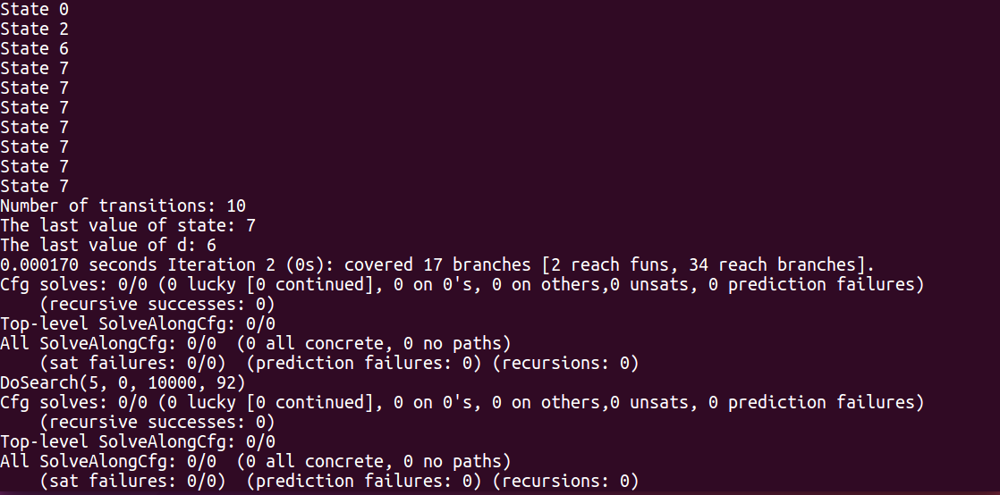 State 0
State 2
State 6
State 7
State 7
State 7
State 7
State 7
State 7
State 7
Number of transitions: 10
The last value of state: 7
The last value of d: 6
0.000170 seconds Iteration 2 (0s): covered 17 branches [2 reach funs, 34 reach branches].
Cfg solves: 0/0 (0 lucky [0 continued], 0 on 0's, 0 on others,0 unsats, 0 prediction failures)
    (recursive successes: 0)
Top-level SolveAlongCfg: 0/0
All SolveAlongCfg: 0/0  (0 all concrete, 0 no paths)
    (sat failures: 0/0)  (prediction failures: 0) (recursions: 0)
DoSearch(5, 0, 10000, 92)
Cfg solves: 0/0 (0 lucky [0 continued], 0 on 0's, 0 on others,0 unsats, 0 prediction failures)
    (recursive successes: 0)
Top-level SolveAlongCfg: 0/0
All SolveAlongCfg: 0/0  (0 all concrete, 0 no paths)
    (sat failures: 0/0)  (prediction failures: 0) (recursions: 0)